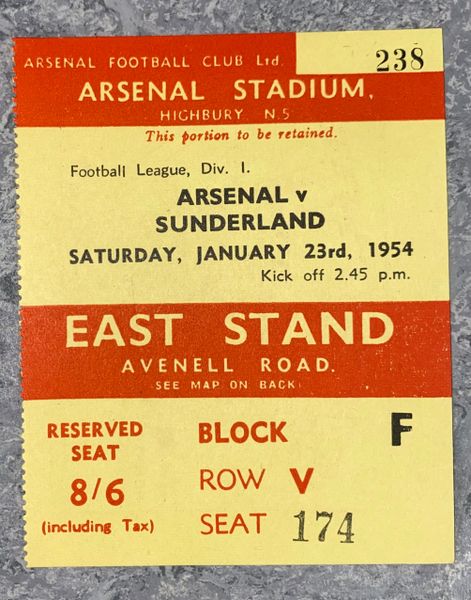 ARSENAL FOOTBALL CLUB Ltd.
238
ARSENAL STADIUM,
HIGHBURY N.5
This portion to be retained.
Football League, Div. I.
ARSENAL v
SUNDERLAND
SATURDAY, JANUARY 23rd, 1954
Kick off 2.45 p.m.
EAST STAND
AVENELL ROAD.
SEE MAP ON BACK
RESERVED
SEAT
8/6
(including Tax)
BLOCK F
ROW V
SEAT 174